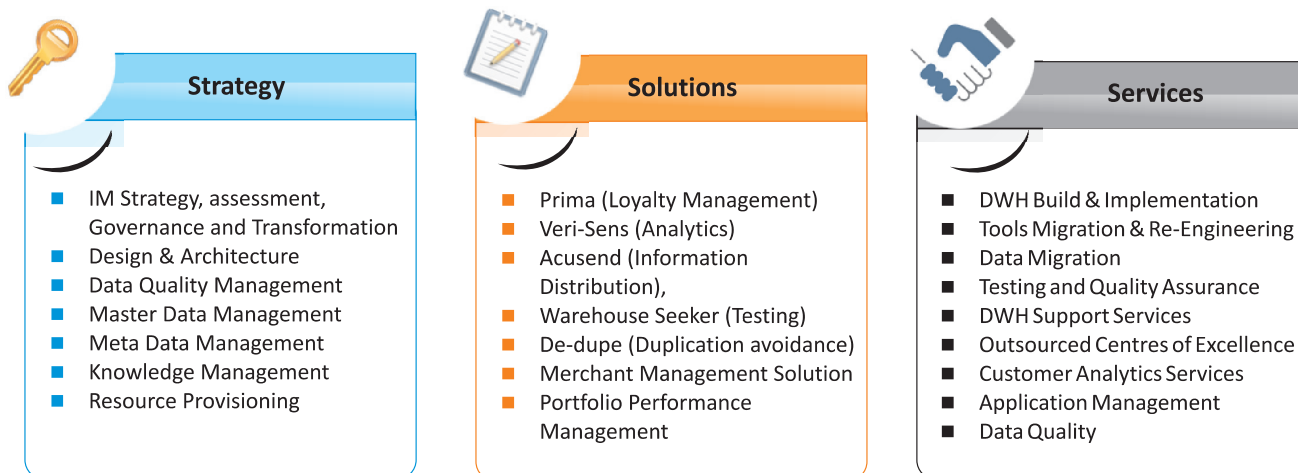 Strategy
IM Strategy, assessment,
Governance and Transformation
Design & Architecture
Data Quality Management
Master Data Management
Meta Data Management
Knowledge Management
Resource Provisioning
Solutions
Prima (Loyalty Management)
Veri-Sens (Analytics)
Acusend (Information
Distribution),
Warehouse Seeker (Testing)
De-dupe (Duplication avoidance)
Merchant Management Solution
Portfolio Performance
Management
Services
DWH Build & Implementation
Tools Migration & Re-Engineering
Data Migration
Testing and Quality Assurance
DWH Support Services
Outsourced Centres of Excellence
Customer Analytics Services
Application Management
Data Quality